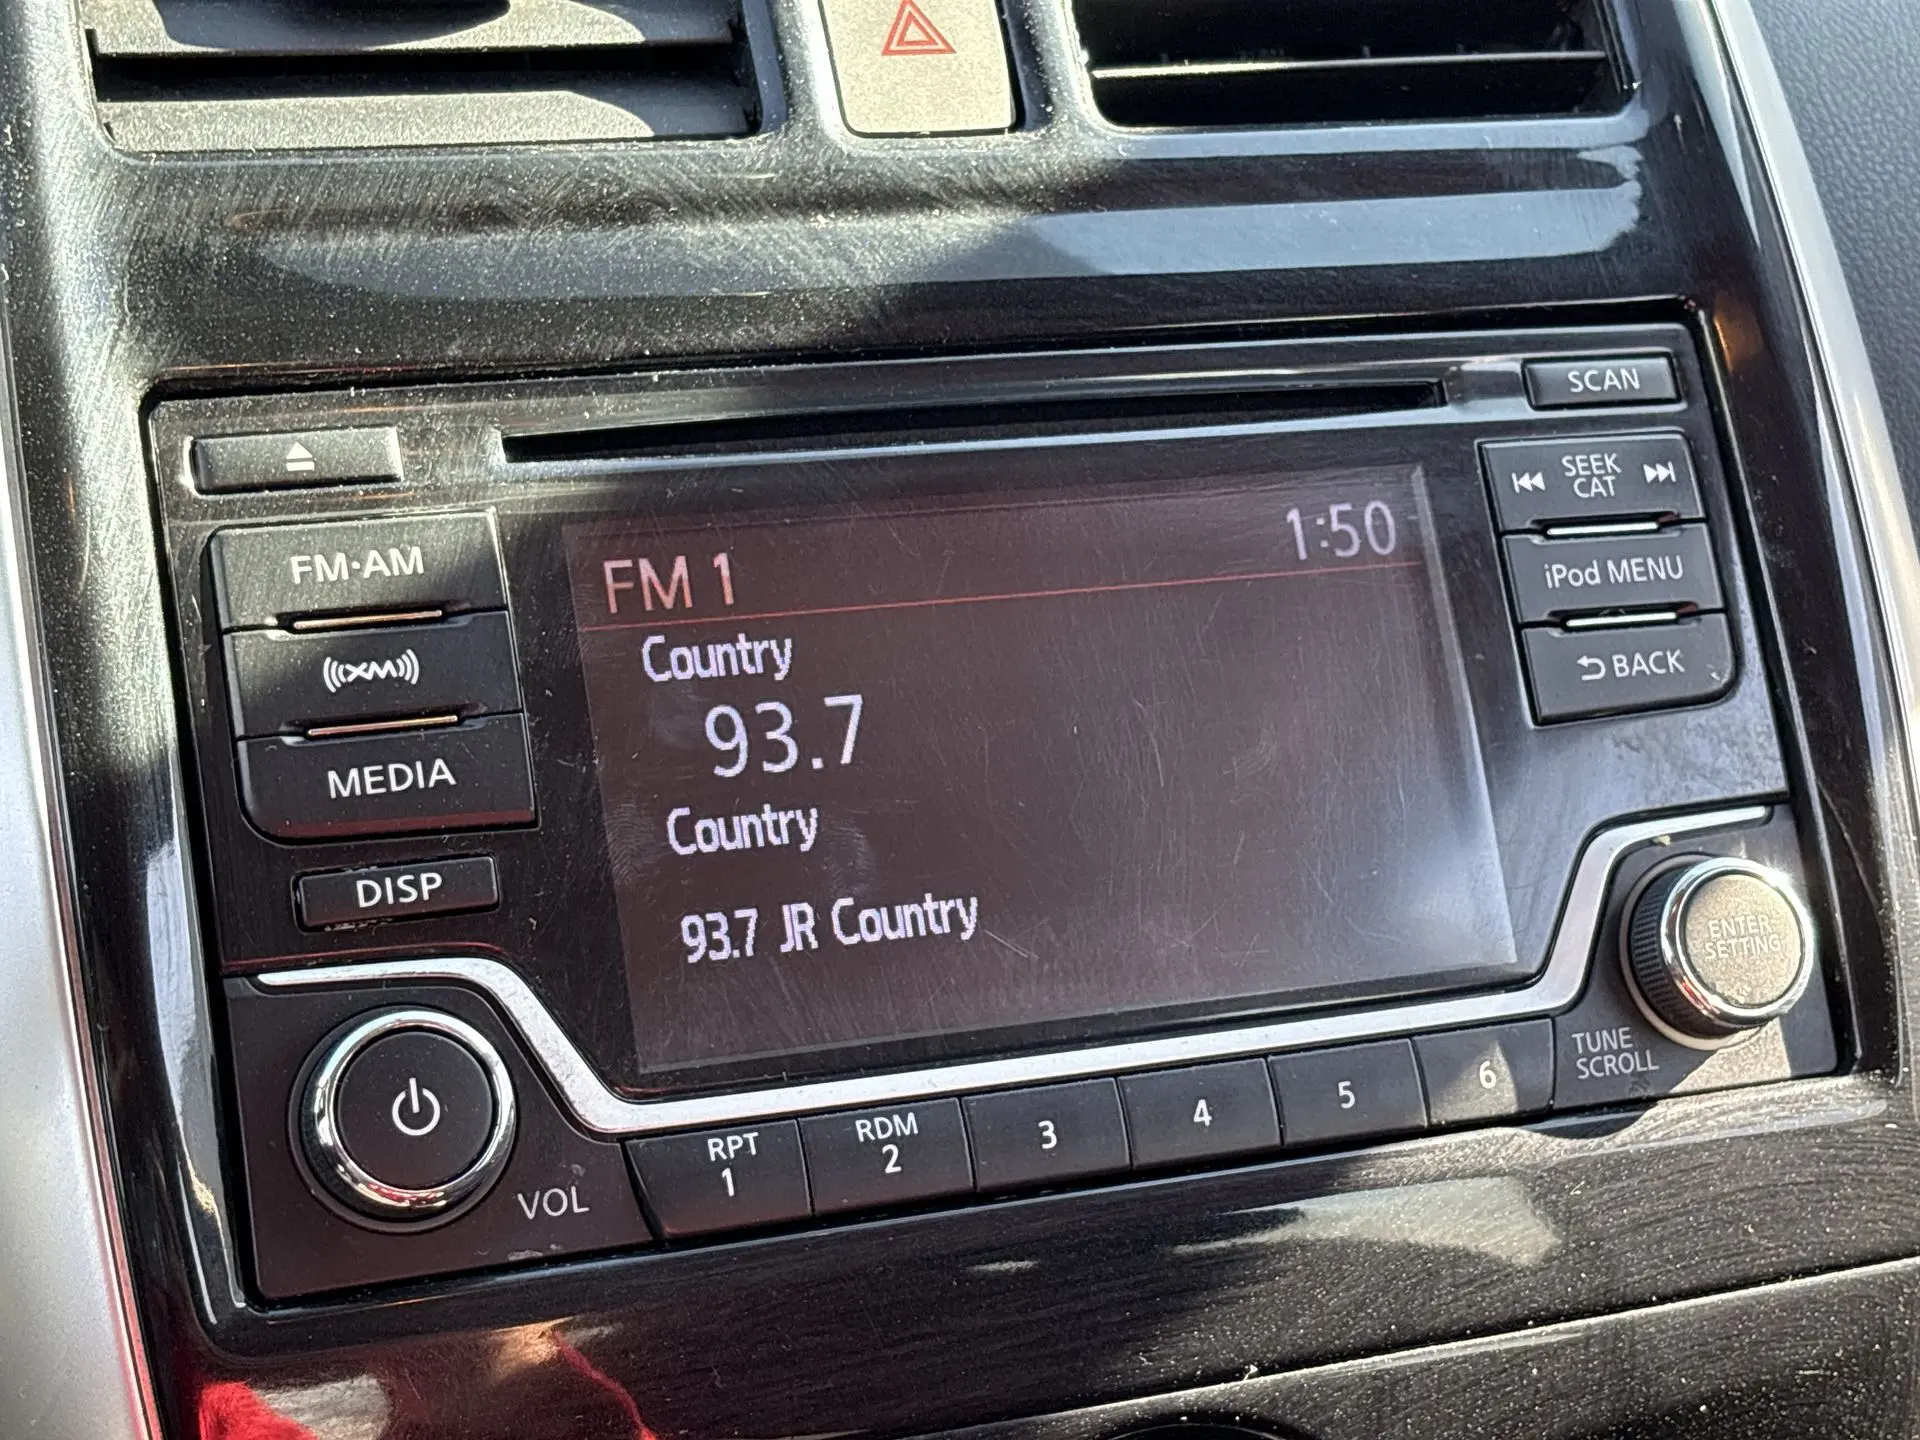 SCAN
SEEK
CAT
FM·AM
FM 1
1:50
iPod MENU
XM
Country
BACK
93.7
MEDIA
Country
DISP
93.7 JR Country
ENTER
SETTING
TUNE
SCROLL
VOL
RPT
1
RDM
2
3
4
5
6